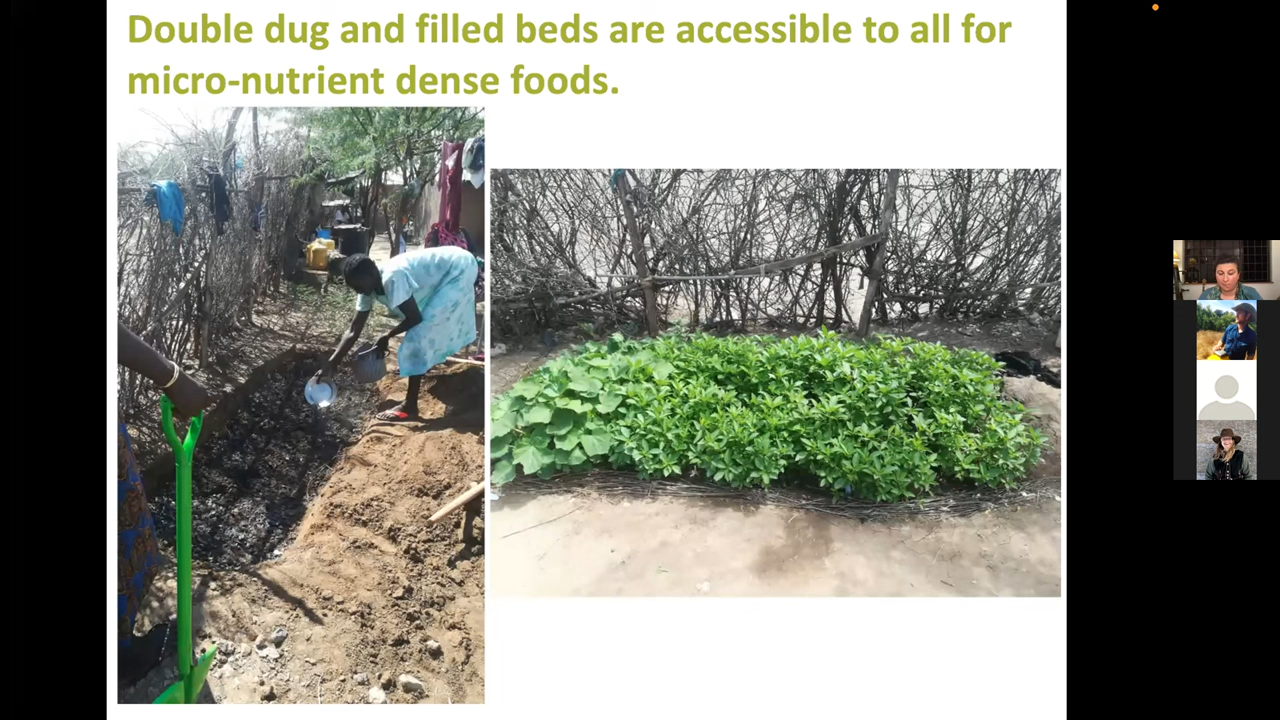 Double dug and filled beds are accessible to all for
micro-nutrient dense foods.